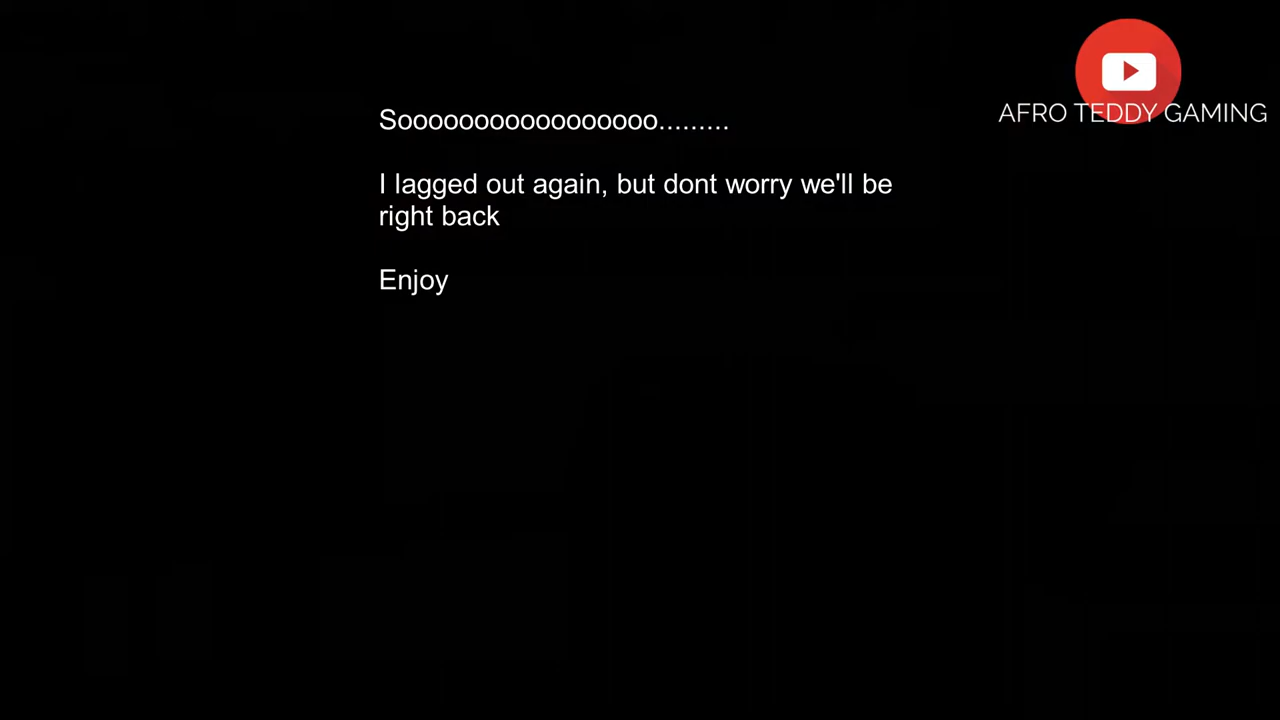 Sooooooooooooooooo.........
I lagged out again, but dont worry we'll be
right back
Enjoy
AFRO TEDDY GAMING